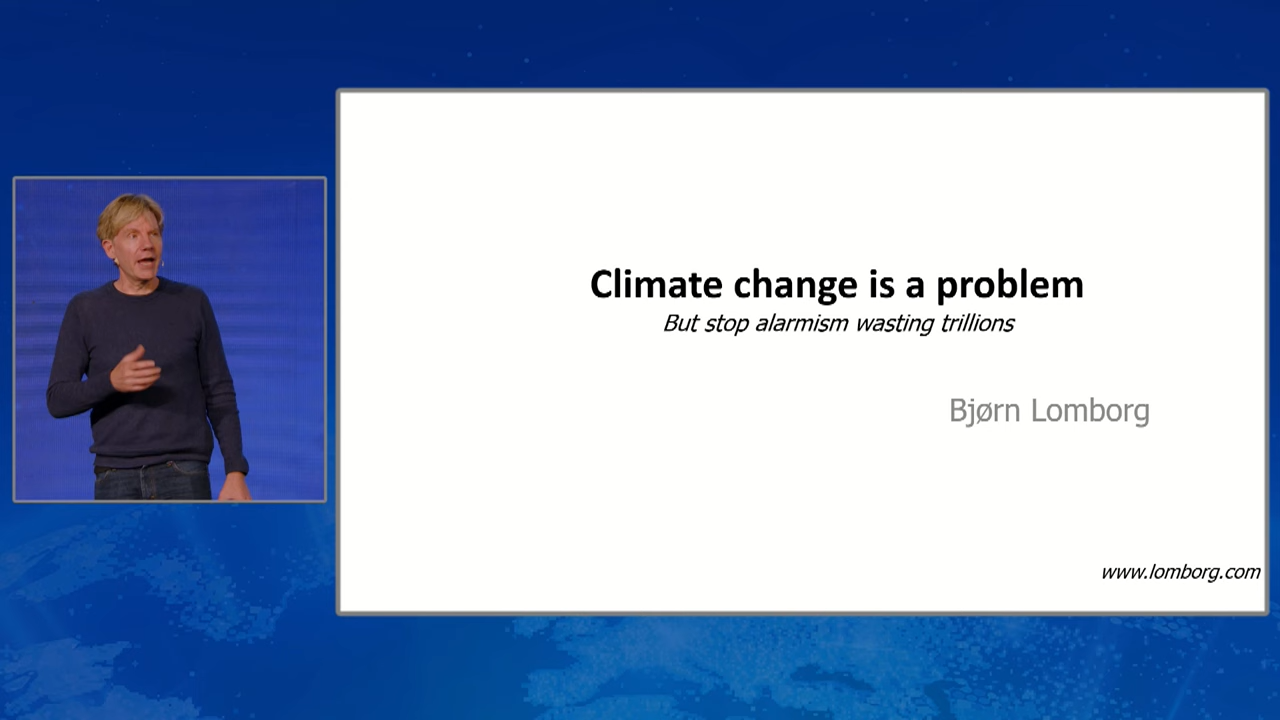 Climate change is a problem
But stop alarmism wasting trillions
Bjørn Lomborg
www.lomborg.com